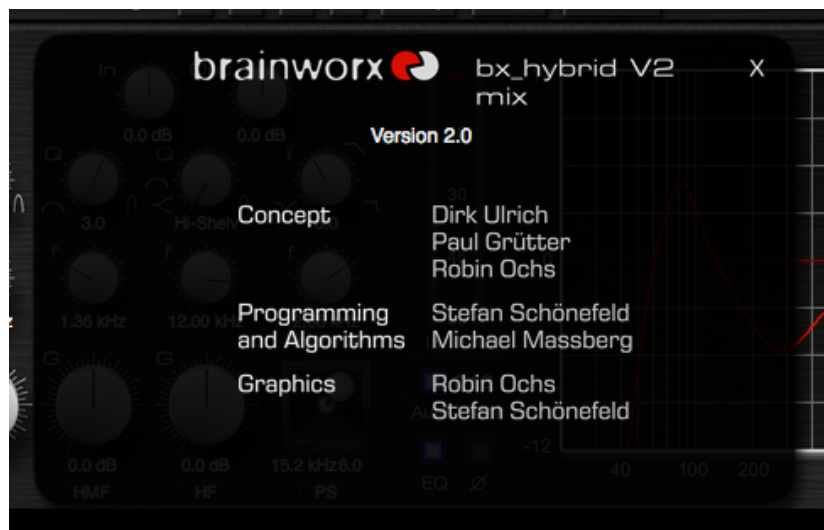 brainworx bx_hybrid V2 X
mix
Version 2.0
In
0.0 dB 0.0 dB
Q Q
30
Concept Dirk Ulrich
3.0 Hi-Shelv
Paul Grütter
Robin Ochs
f f
Programming Stefan Schönefeld
1.36 kHz 12.00 kHz
and Algorithms Michael Massberg
G G
Graphics Robin Ochs
Stefan Schönefeld
-12
0.0 dB 0.0 dB 15.2 kHz 6.0
40 100 200
EQ Ø
HMF HF PS